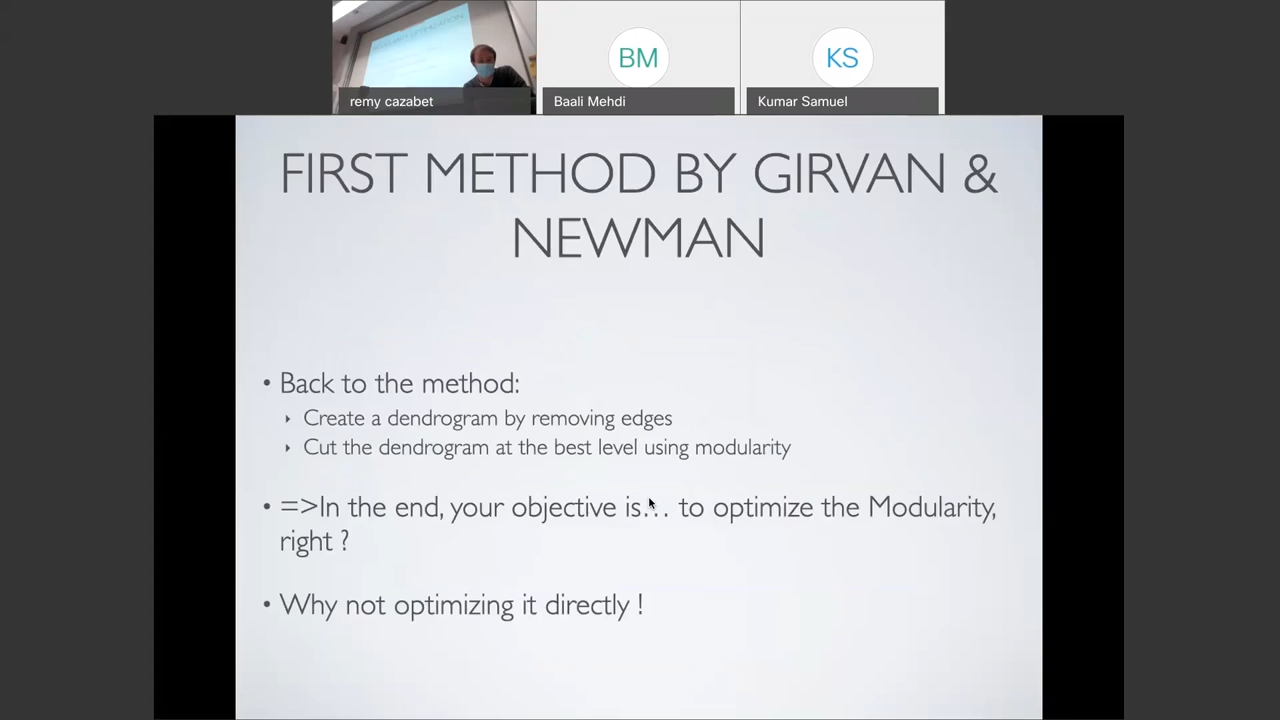 BM
KS
remy cazabet
Baali Mehdi
Kumar Samuel
FIRST METHOD BY GIRVAN &
NEWMAN
• Back to the method:
‣ Create a dendrogram by removing edges
‣ Cut the dendrogram at the best level using modularity
• =>In the end, your objective is… to optimize the Modularity,
right ?
• Why not optimizing it directly !